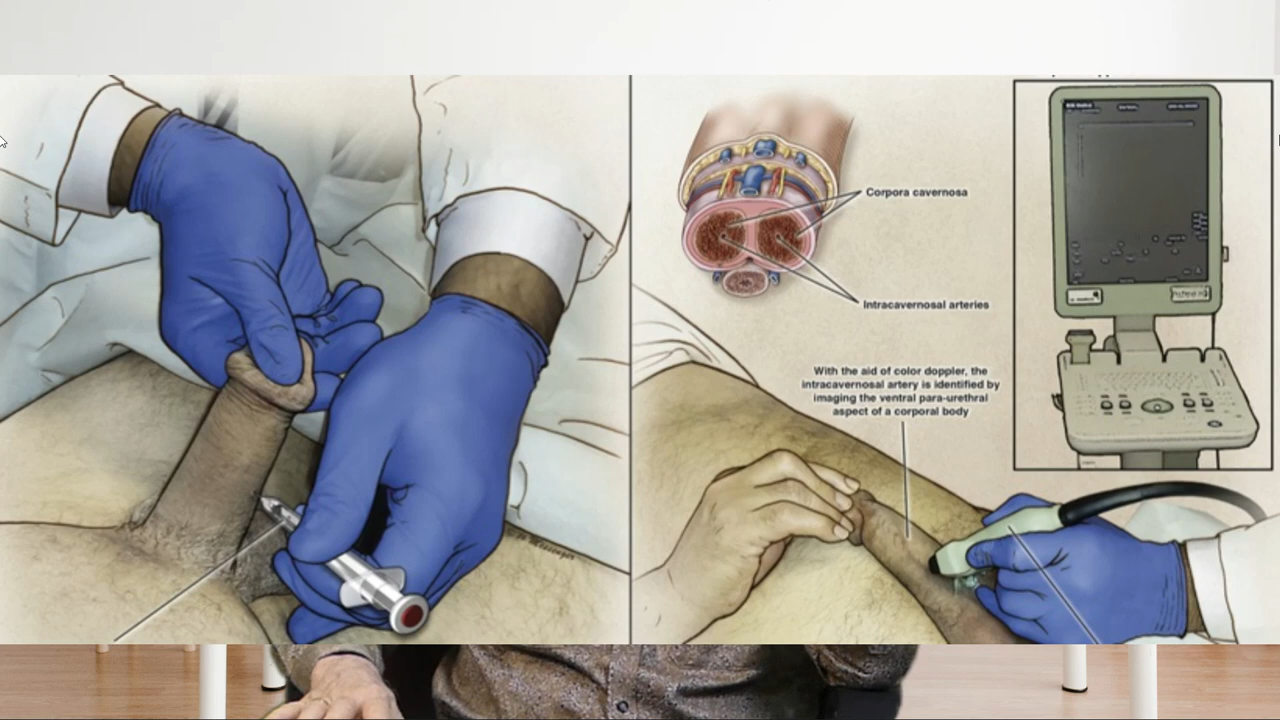 Corpora cavernosa
Intracavernosal arteries
With the aid of color doppler, the
intracavernosal artery is identified by
imaging the ventral para-urethral
aspect of a corporal body